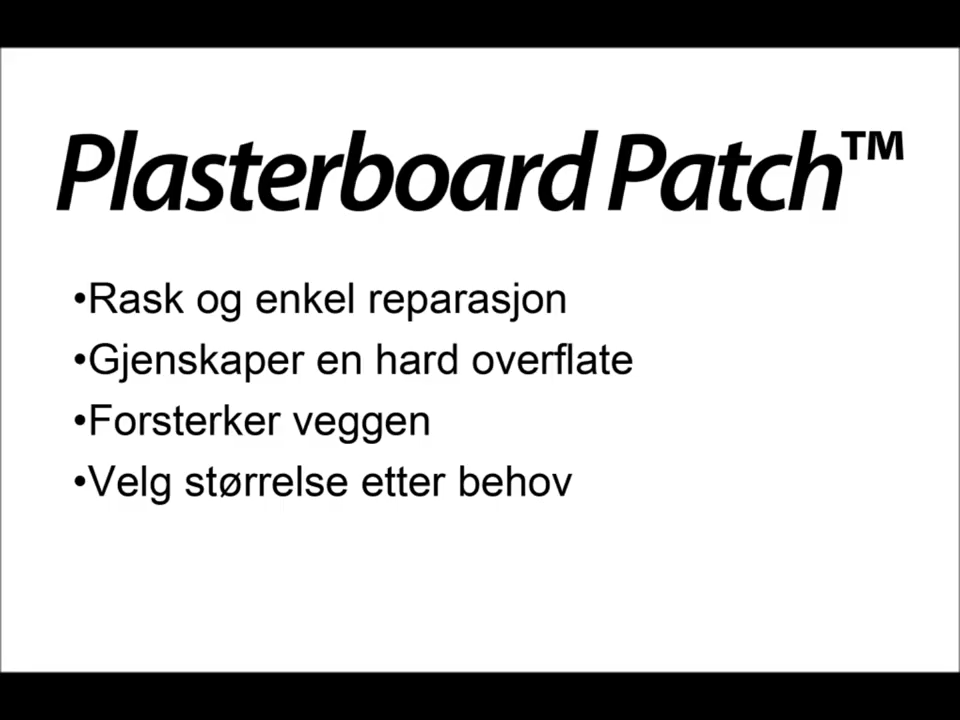 Plasterboard Patch™
•Rask og enkel reparasjon
•Gjenskaper en hard overflate
•Forsterker veggen
•Velg størrelse etter behov